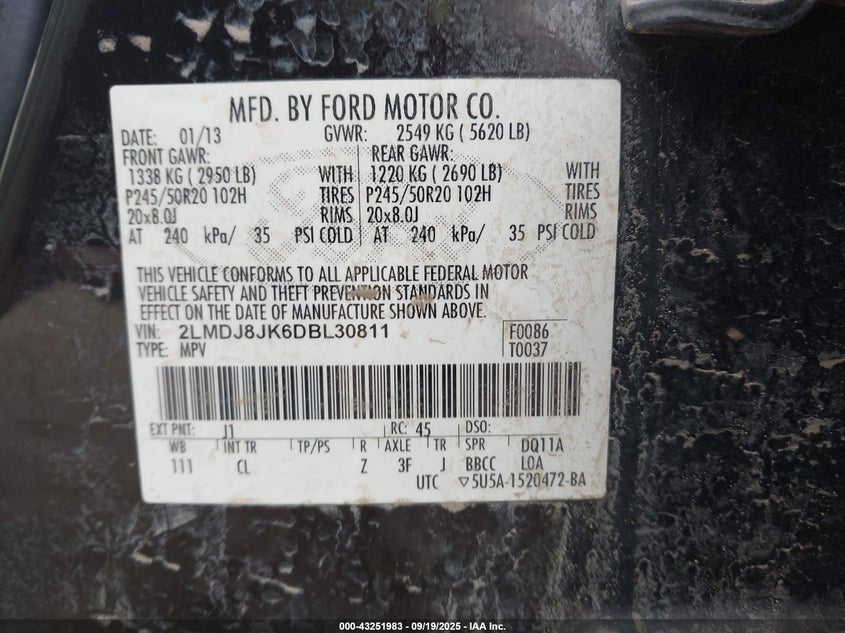 MFD. BY FORD MOTOR CO.
DATE: 01/13 GVWR: 2549 KG ( 5620 LB)
FRONT GAWR: REAR GAWR:
1338 KG ( 2950 LB) WITH 1220 KG ( 2690 LB) WITH
P245/50R20 102H TIRES P245/50R20 102H TIRES
20x8.0J RIMS 20x8.0J RIMS
AT 240 kPa/ 35 PSI COLD AT 240 kPa/ 35 PSI COLD
THIS VEHICLE CONFORMS TO ALL APPLICABLE FEDERAL MOTOR
VEHICLE SAFETY AND THEFT PREVENTION STANDARDS IN
EFFECT ON THE DATE OF MANUFACTURE SHOWN ABOVE.
VIN: 2LMDJ8JK6DBL30811 F0086
TYPE: MPV T0037
EXT PNT: J1 RC: 45 DSO:
WB INT TR TP/PS R AXLE TR SPR DQ11A
111 CL Z 3F J BBCC LOA
UTC ▽5U5A-1520472-BA
000-43251983 / 09/19/2025 - IAA Inc.